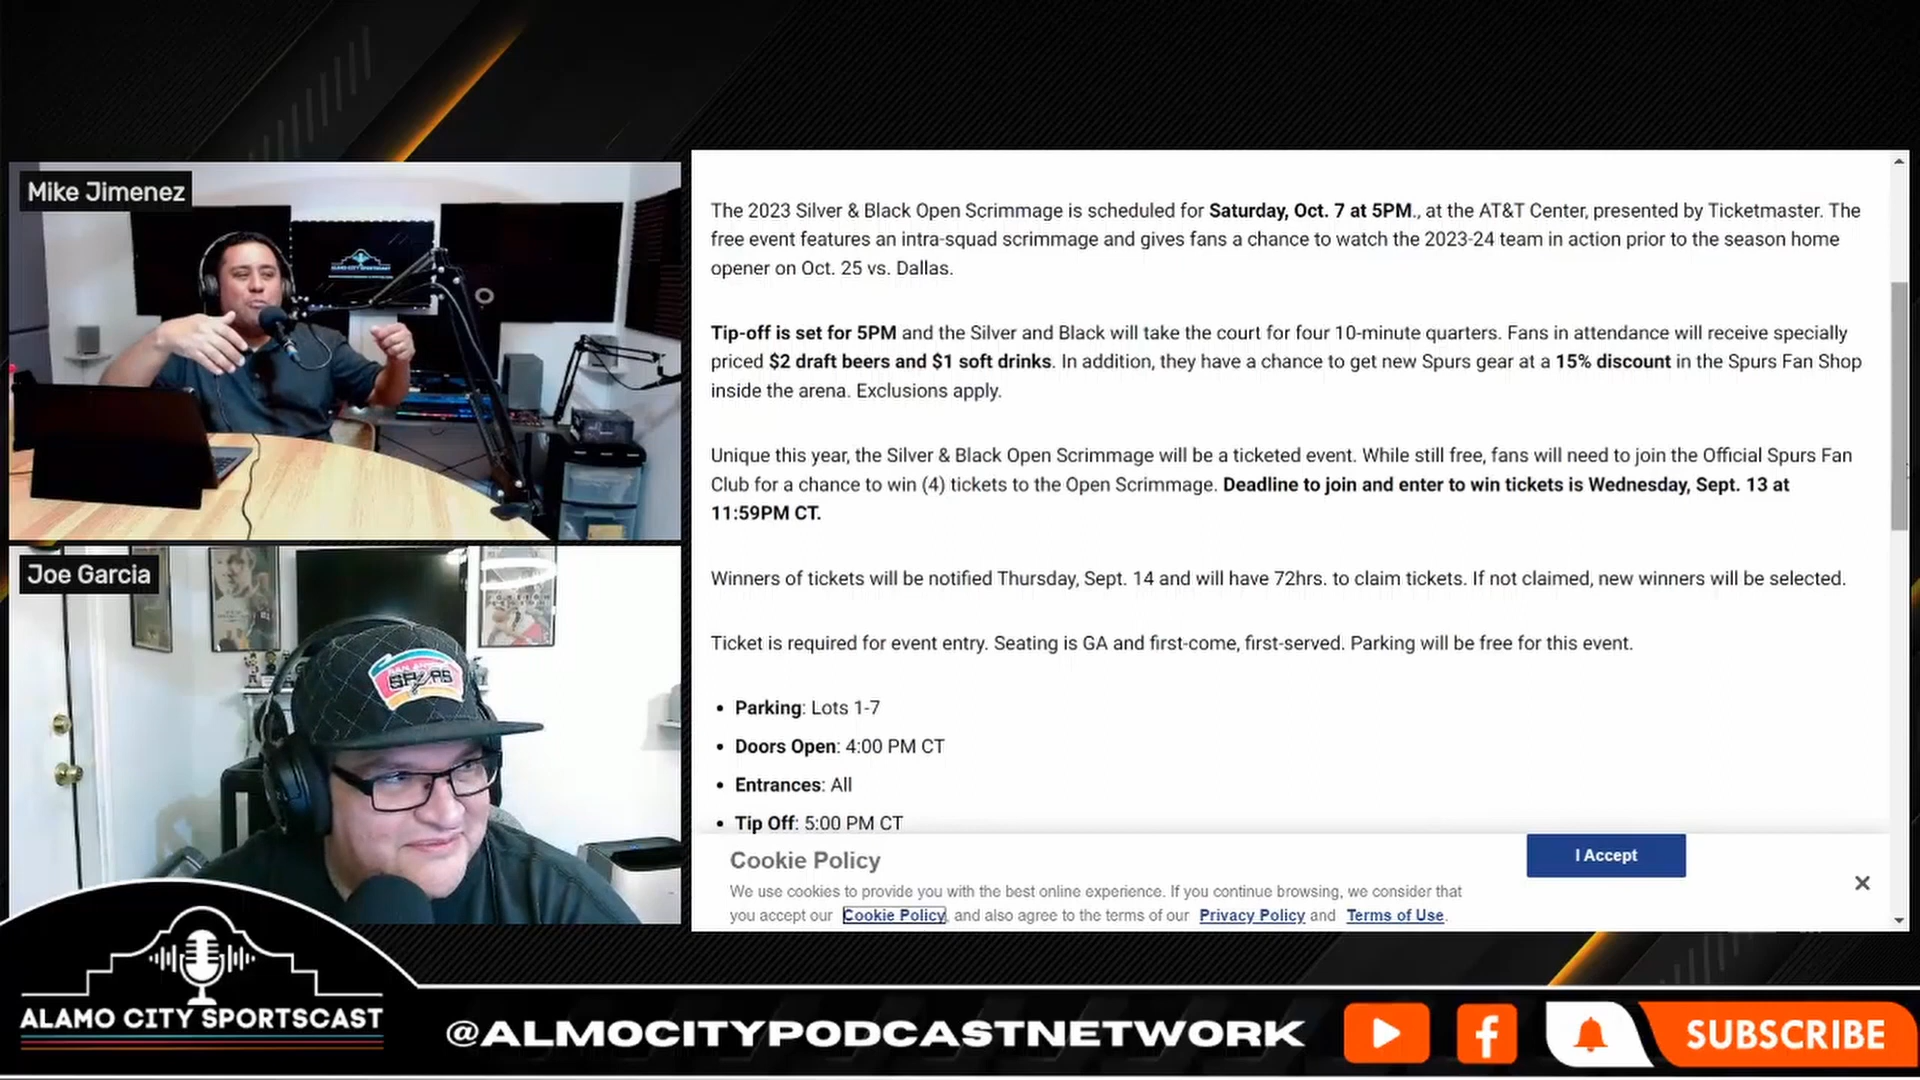 Mike Jimenez
Joe Garcia
The 2023 Silver & Black Open Scrimmage is scheduled for Saturday, Oct. 7 at 5PM., at the AT&T Center, presented by Ticketmaster. The
free event features an intra-squad scrimmage and gives fans a chance to watch the 2023-24 team in action prior to the season home
opener on Oct. 25 vs. Dallas.
Tip-off is set for 5PM and the Silver and Black will take the court for four 10-minute quarters. Fans in attendance will receive specially
priced $2 draft beers and $1 soft drinks. In addition, they have a chance to get new Spurs gear at a 15% discount in the Spurs Fan Shop
inside the arena. Exclusions apply.
Unique this year, the Silver & Black Open Scrimmage will be a ticketed event. While still free, fans will need to join the Official Spurs Fan
Club for a chance to win (4) tickets to the Open Scrimmage. Deadline to join and enter to win tickets is Wednesday, Sept. 13 at
11:59PM CT.
Winners of tickets will be notified Thursday, Sept. 14 and will have 72hrs. to claim tickets. If not claimed, new winners will be selected.
Ticket is required for event entry. Seating is GA and first-come, first-served. Parking will be free for this event.
• Parking: Lots 1-7
• Doors Open: 4:00 PM CT
• Entrances: All
• Tip Off: 5:00 PM CT
Cookie Policy
We use cookies to provide you with the best online experience. If you continue browsing, we consider that
you accept our Cookie Policy, and also agree to the terms of our Privacy Policy and Terms of Use.
I Accept
ALAMO CITY SPORTSCAST
SAN ANTONIO
SPURS
ALAMO CITY SPORTSCAST
@ALMOCITYPODCASTNETWORK
SUBSCRIBE